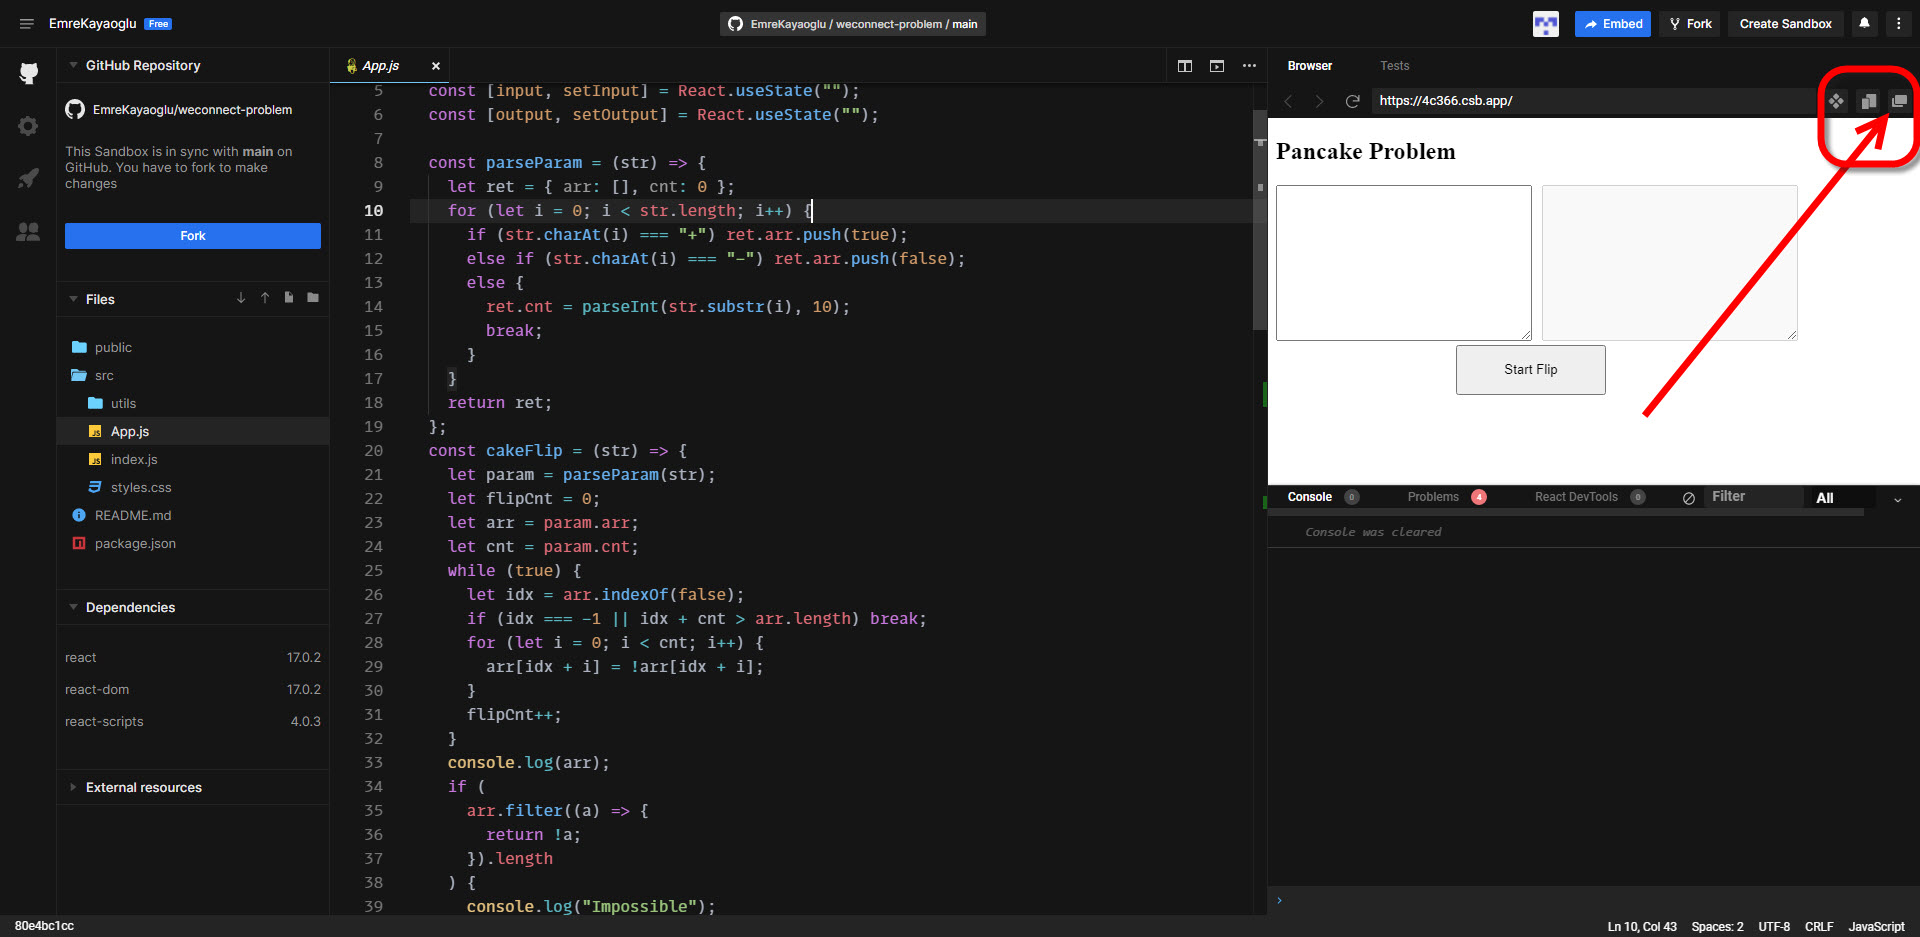 EmreKayaoglu Free
EmreKayaoglu / weconnect-problem / main
Embed
Fork
Create Sandbox
GitHub Repository
EmreKayaoglu/weconnect-problem
This Sandbox is in sync with main on
GitHub. You have to fork to make
changes
Fork
Files
public
src
utils
JS App.js
JS index.js
styles.css
README.md
package.json
Dependencies
react 17.0.2
react-dom 17.0.2
react-scripts 4.0.3
External resources
App.js
5 const [input, setInput] = React.useState("");
6 const [output, setOutput] = React.useState("");
7
8 const parseParam = (str) => {
9 let ret = { arr: [], cnt: 0 };
10 for (let i = 0; i < str.length; i++) {
11 if (str.charAt(i) === "+") ret.arr.push(true);
12 else if (str.charAt(i) === "-") ret.arr.push(false);
13 else {
14 ret.cnt = parseInt(str.substr(i), 10);
15 break;
16 }
17 }
18 return ret;
19 };
20 const cakeFlip = (str) => {
21 let param = parseParam(str);
22 let flipCnt = 0;
23 let arr = param.arr;
24 let cnt = param.cnt;
25 while (true) {
26 let idx = arr.indexOf(false);
27 if (idx === -1 || idx + cnt > arr.length) break;
28 for (let i = 0; i < cnt; i++) {
29 arr[idx + i] = !arr[idx + i];
30 }
31 flipCnt++;
32 }
33 console.log(arr);
34 if (
35 arr.filter((a) => {
36 return !a;
37 }).length
38 ) {
39 console.log("Impossible");
Browser Tests
https://4c366.csb.app/
Pancake Problem
Start Flip
Console 0 Problems 4 React DevTools 0 Filter All
Console was cleared
80e4bc1cc
Ln 10, Col 43 Spaces: 2 UTF-8 CRLF JavaScript